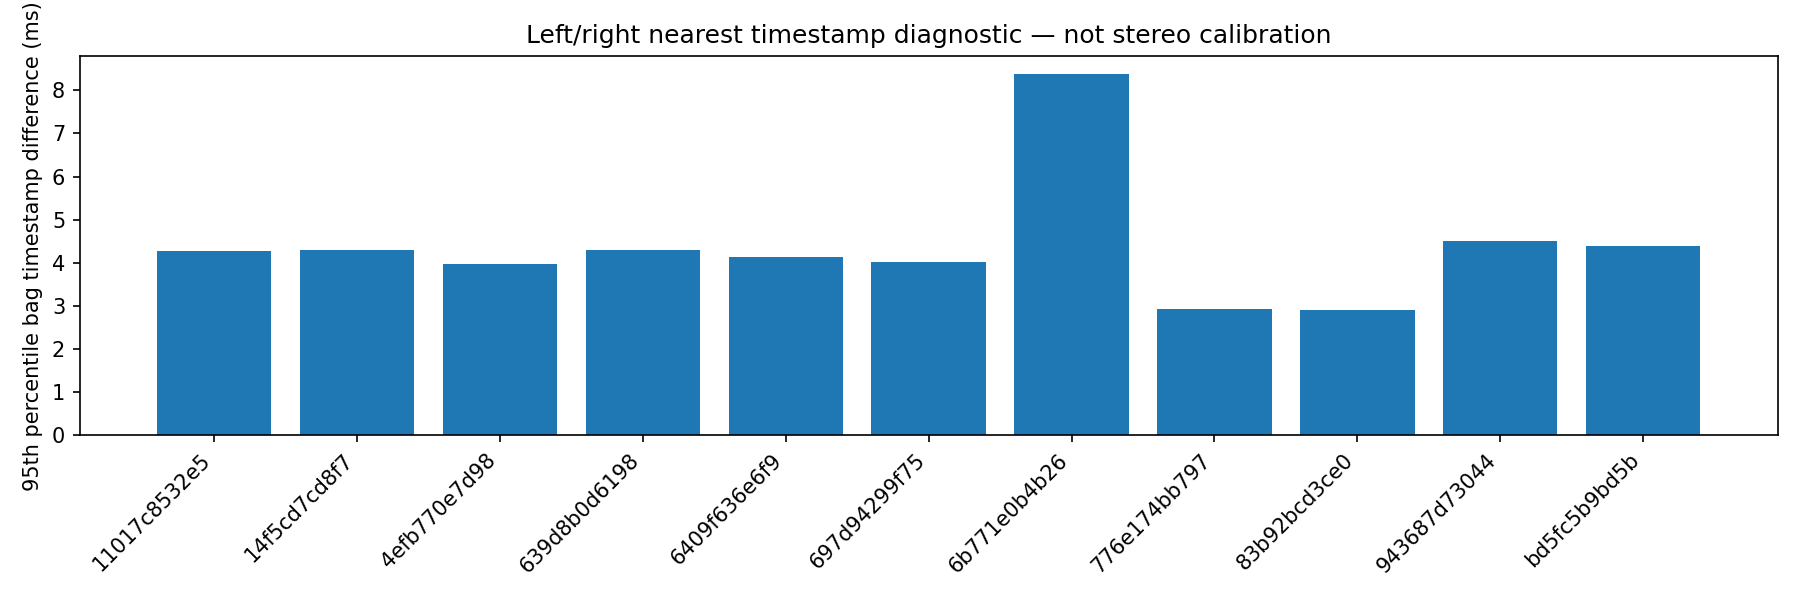 Left/right nearest timestamp diagnostic — not stereo calibration
95th percentile bag timestamp difference (ms)
8
7
6
5
4
3
2
1
0
11017c8532e5
14f5cd7cd8f7
4efb770e7d98
639d8b0d6198
6409f636e6f9
697d94299f75
6b771e0b4b26
776e174bb797
83b92bcd3ce0
943687d73044
bd5fc5b9bd5b